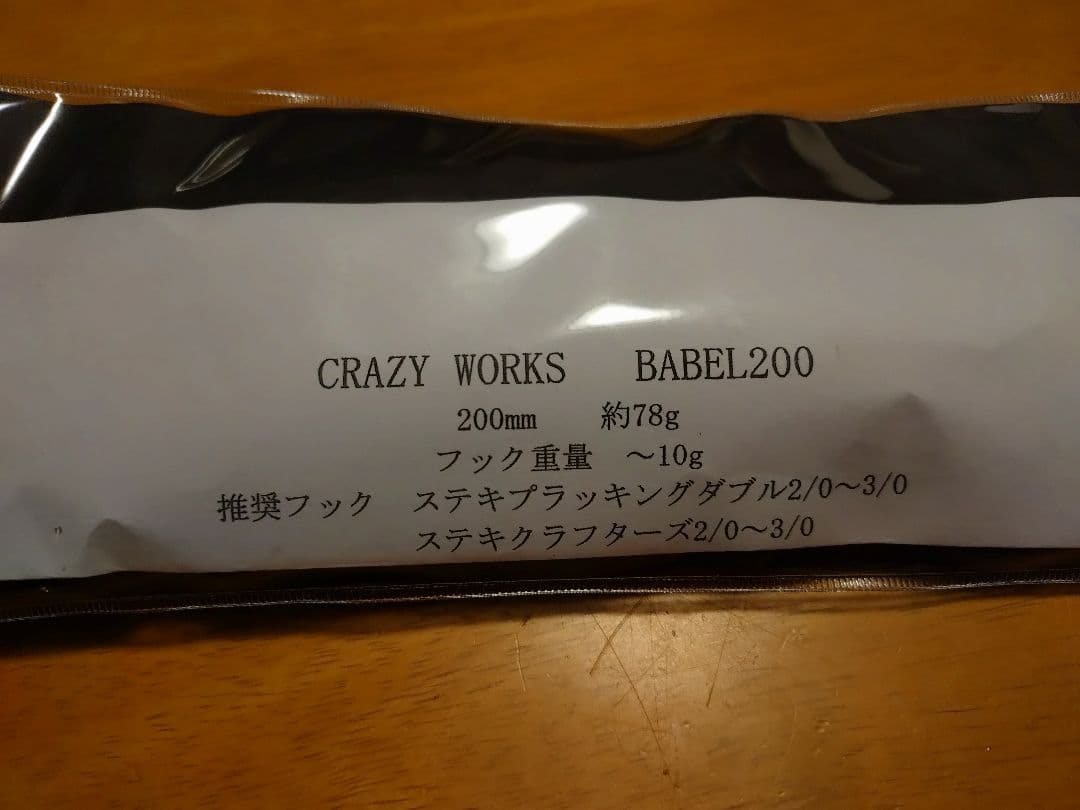 CRAZY WORKS　BABEL200
200mm　約78g
フック重量　～10g
推奨フック　ステキプラッキングダブル2/0～3/0
ステキクラフターズ2/0～3/0